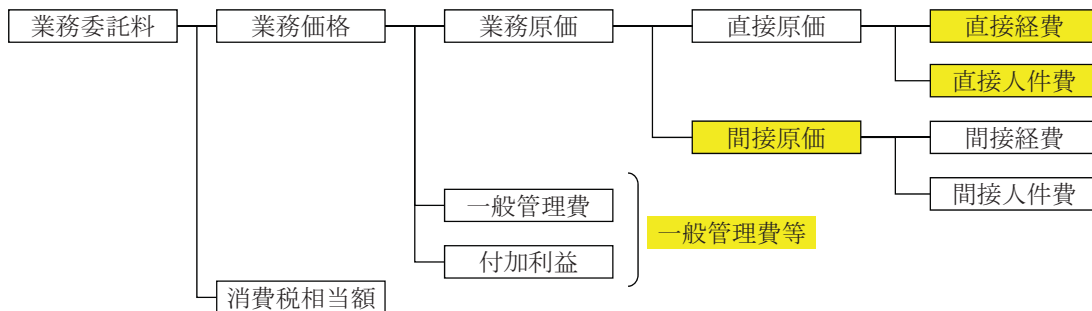 業務委託料 業務価格 業務原価 直接原価 直接経費
直接人件費
間接原価 間接経費
間接人件費
一般管理費
一般管理費等
付加利益
消費税相当額